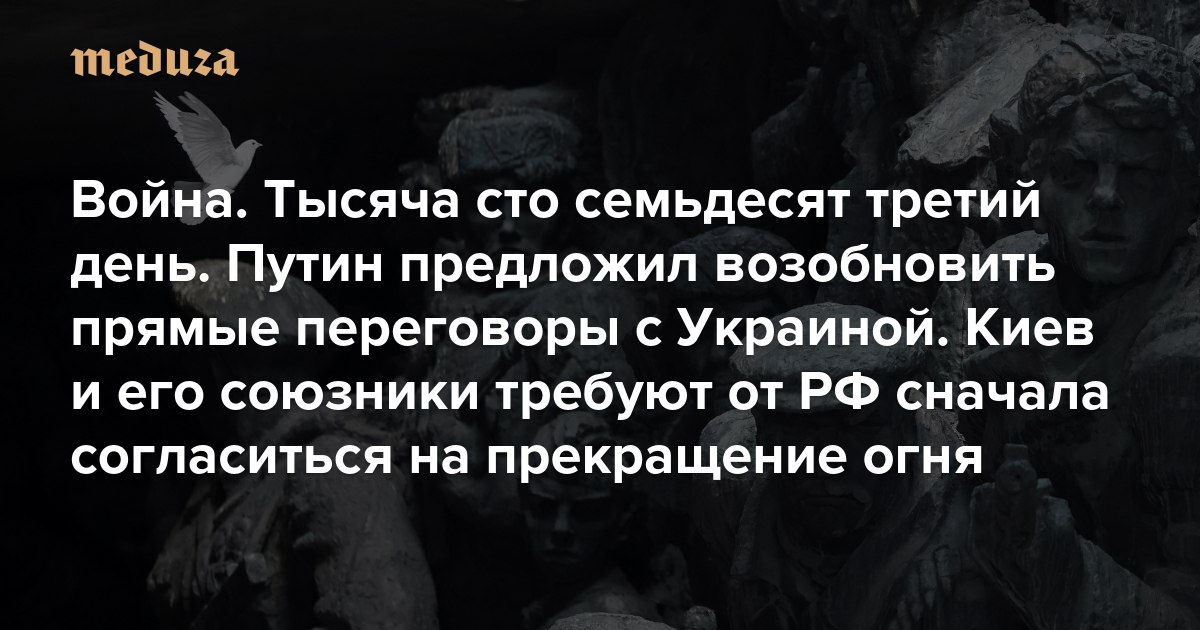 meduza
Война. Тысяча сто семьдесят третий
день. Путин предложил возобновить
прямые переговоры с Украиной. Киев
и его союзники требуют от РФ сначала
согласиться на прекращение огня